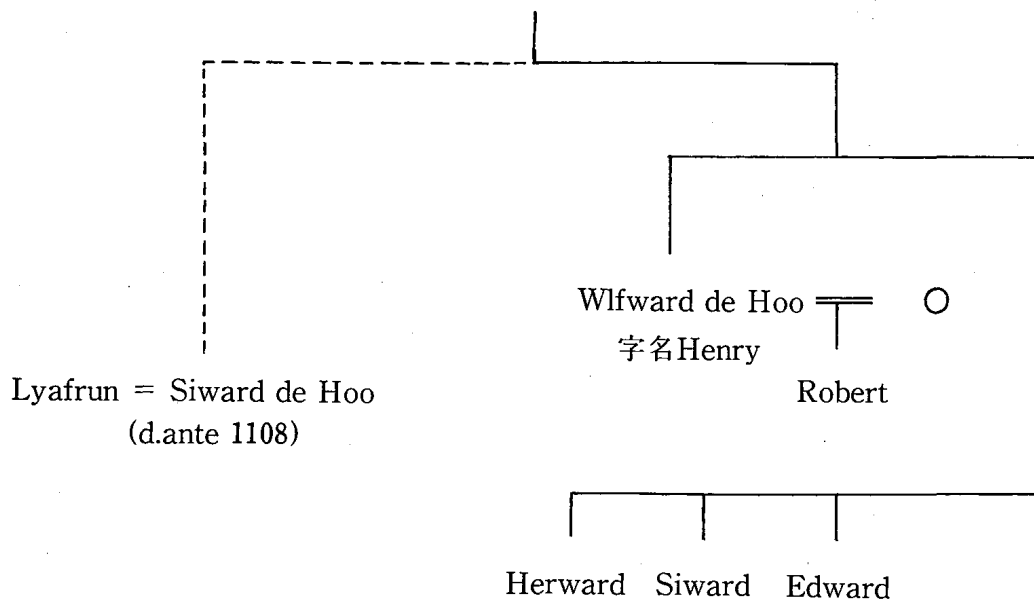 Wlfward de Hoo
字名Henry
Robert
Lyafrun = Siward de Hoo
(d.ante 1108)
Herward Siward Edward